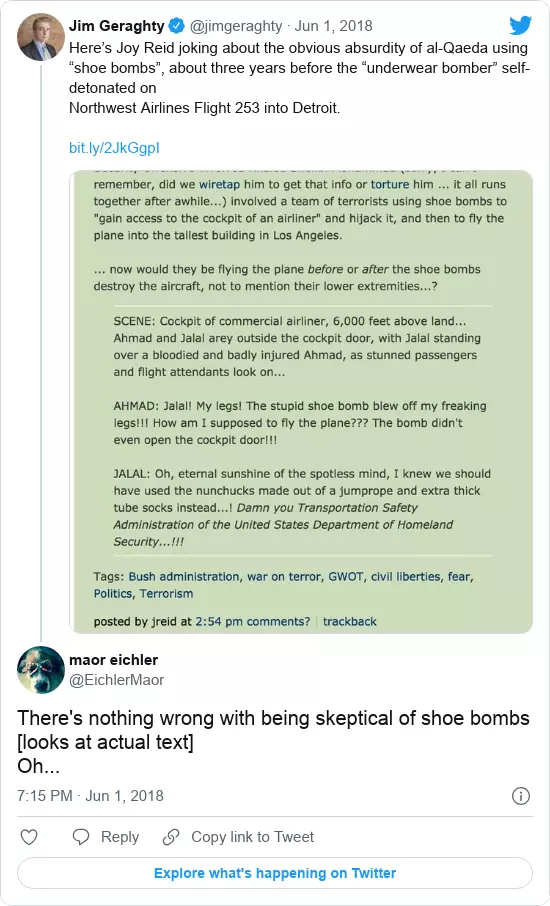 Jim Geraghty @jimgeraghty · Jun 1, 2018
Here's Joy Reid joking about the obvious absurdity of al-Qaeda using
“shoe bombs”, about three years before the “underwear bomber” self-
detonated on
Northwest Airlines Flight 253 into Detroit.
bit.ly/2JkGgpI
remember, did we wiretap him to get that info or torture him ... it all runs
together after awhile...) involved a team of terrorists using shoe bombs to
"gain access to the cockpit of an airliner" and hijack it, and then to fly the
plane into the tallest building in Los Angeles.
... now would they be flying the plane before or after the shoe bombs
destroy the aircraft, not to mention their lower extremities...?
SCENE: Cockpit of commercial airliner, 6,000 feet above land...
Ahmad and Jalal arey outside the cockpit door, with Jalal standing
over a bloodied and badly injured Ahmad, as stunned passengers
and flight attendants look on...
AHMAD: Jalal! My legs! The stupid shoe bomb blew off my freaking
legs!!! How am I supposed to fly the plane??? The bomb didn't
even open the cockpit door!!!
JALAL: Oh, eternal sunshine of the spotless mind, I knew we should
have used the nunchucks made out of a jumprope and extra thick
tube socks instead...! Damn you Transportation Safety
Administration of the United States Department of Homeland
Security...!!!
Tags: Bush administration, war on terror, GWOT, civil liberties, fear,
Politics, Terrorism
posted by jreid at 2:54 pm comments? | trackback
maor eichler
@EichlerMaor
There's nothing wrong with being skeptical of shoe bombs
[looks at actual text]
Oh...
7:15 PM · Jun 1, 2018
Reply
Copy link to Tweet
Explore what's happening on Twitter